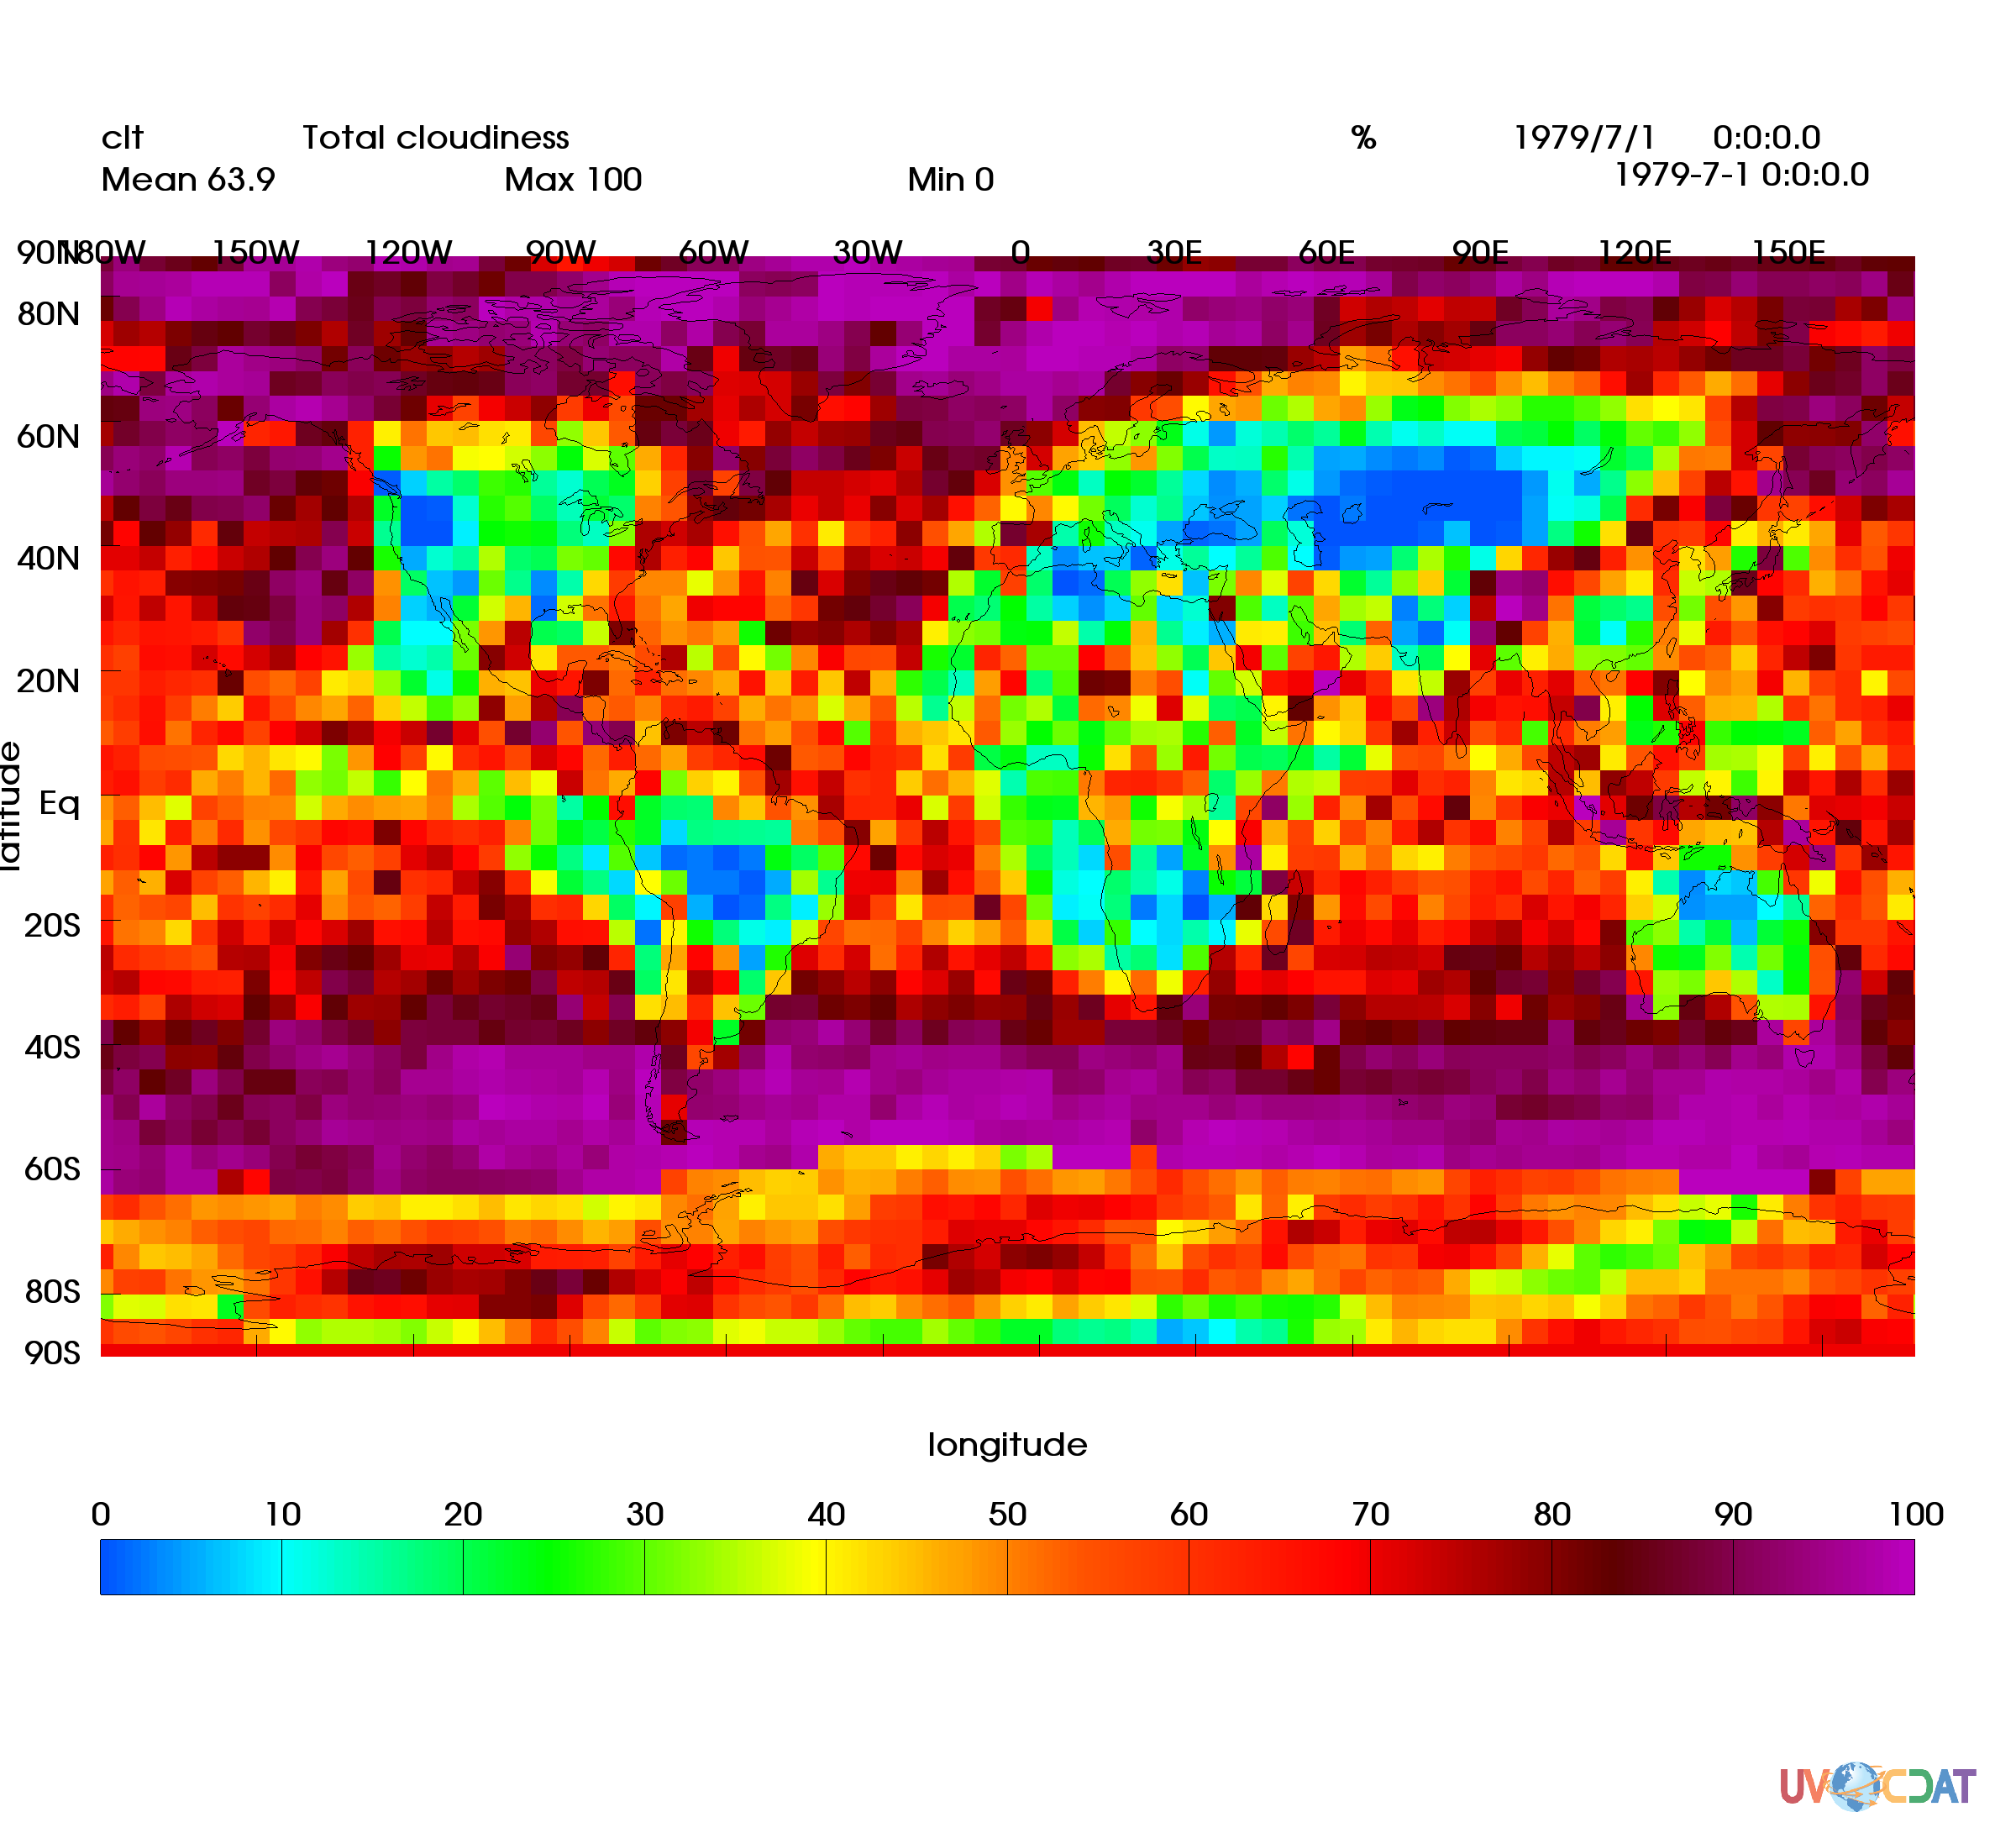 clt Total cloudiness % 1979/7/1 0:0:0.0
Mean 63.9 Max 100 Min 0 1979-7-1 0:0:0.0
180W 150W 120W 90W 60W 30W 0 30E 60E 90E 120E 150E
90N
80N
60N
40N
20N
Eq
20S
40S
60S
80S
90S
latitude
longitude
0 10 20 30 40 50 60 70 80 90 100
UV CDAT